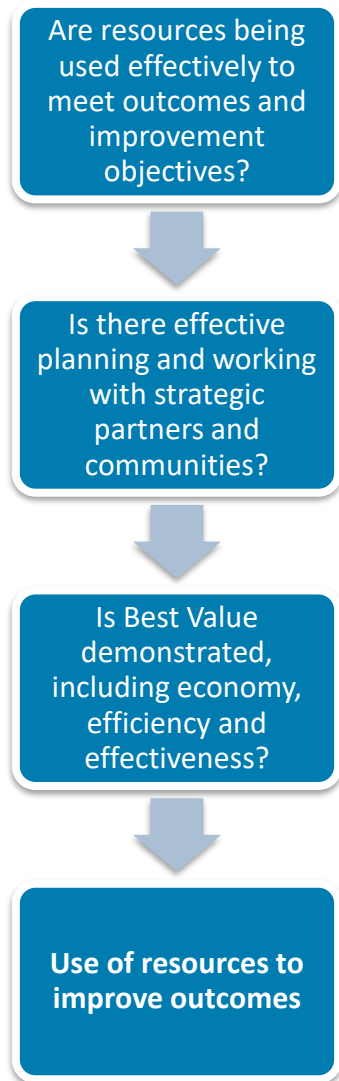 Are resources being
used effectively to
meet outcomes and
improvement
objectives?
Is there effective
planning and working
with strategic
partners and
communities?
Is Best Value
demonstrated,
including economy,
efficiency and
effectiveness?
Use of resources to
improve outcomes